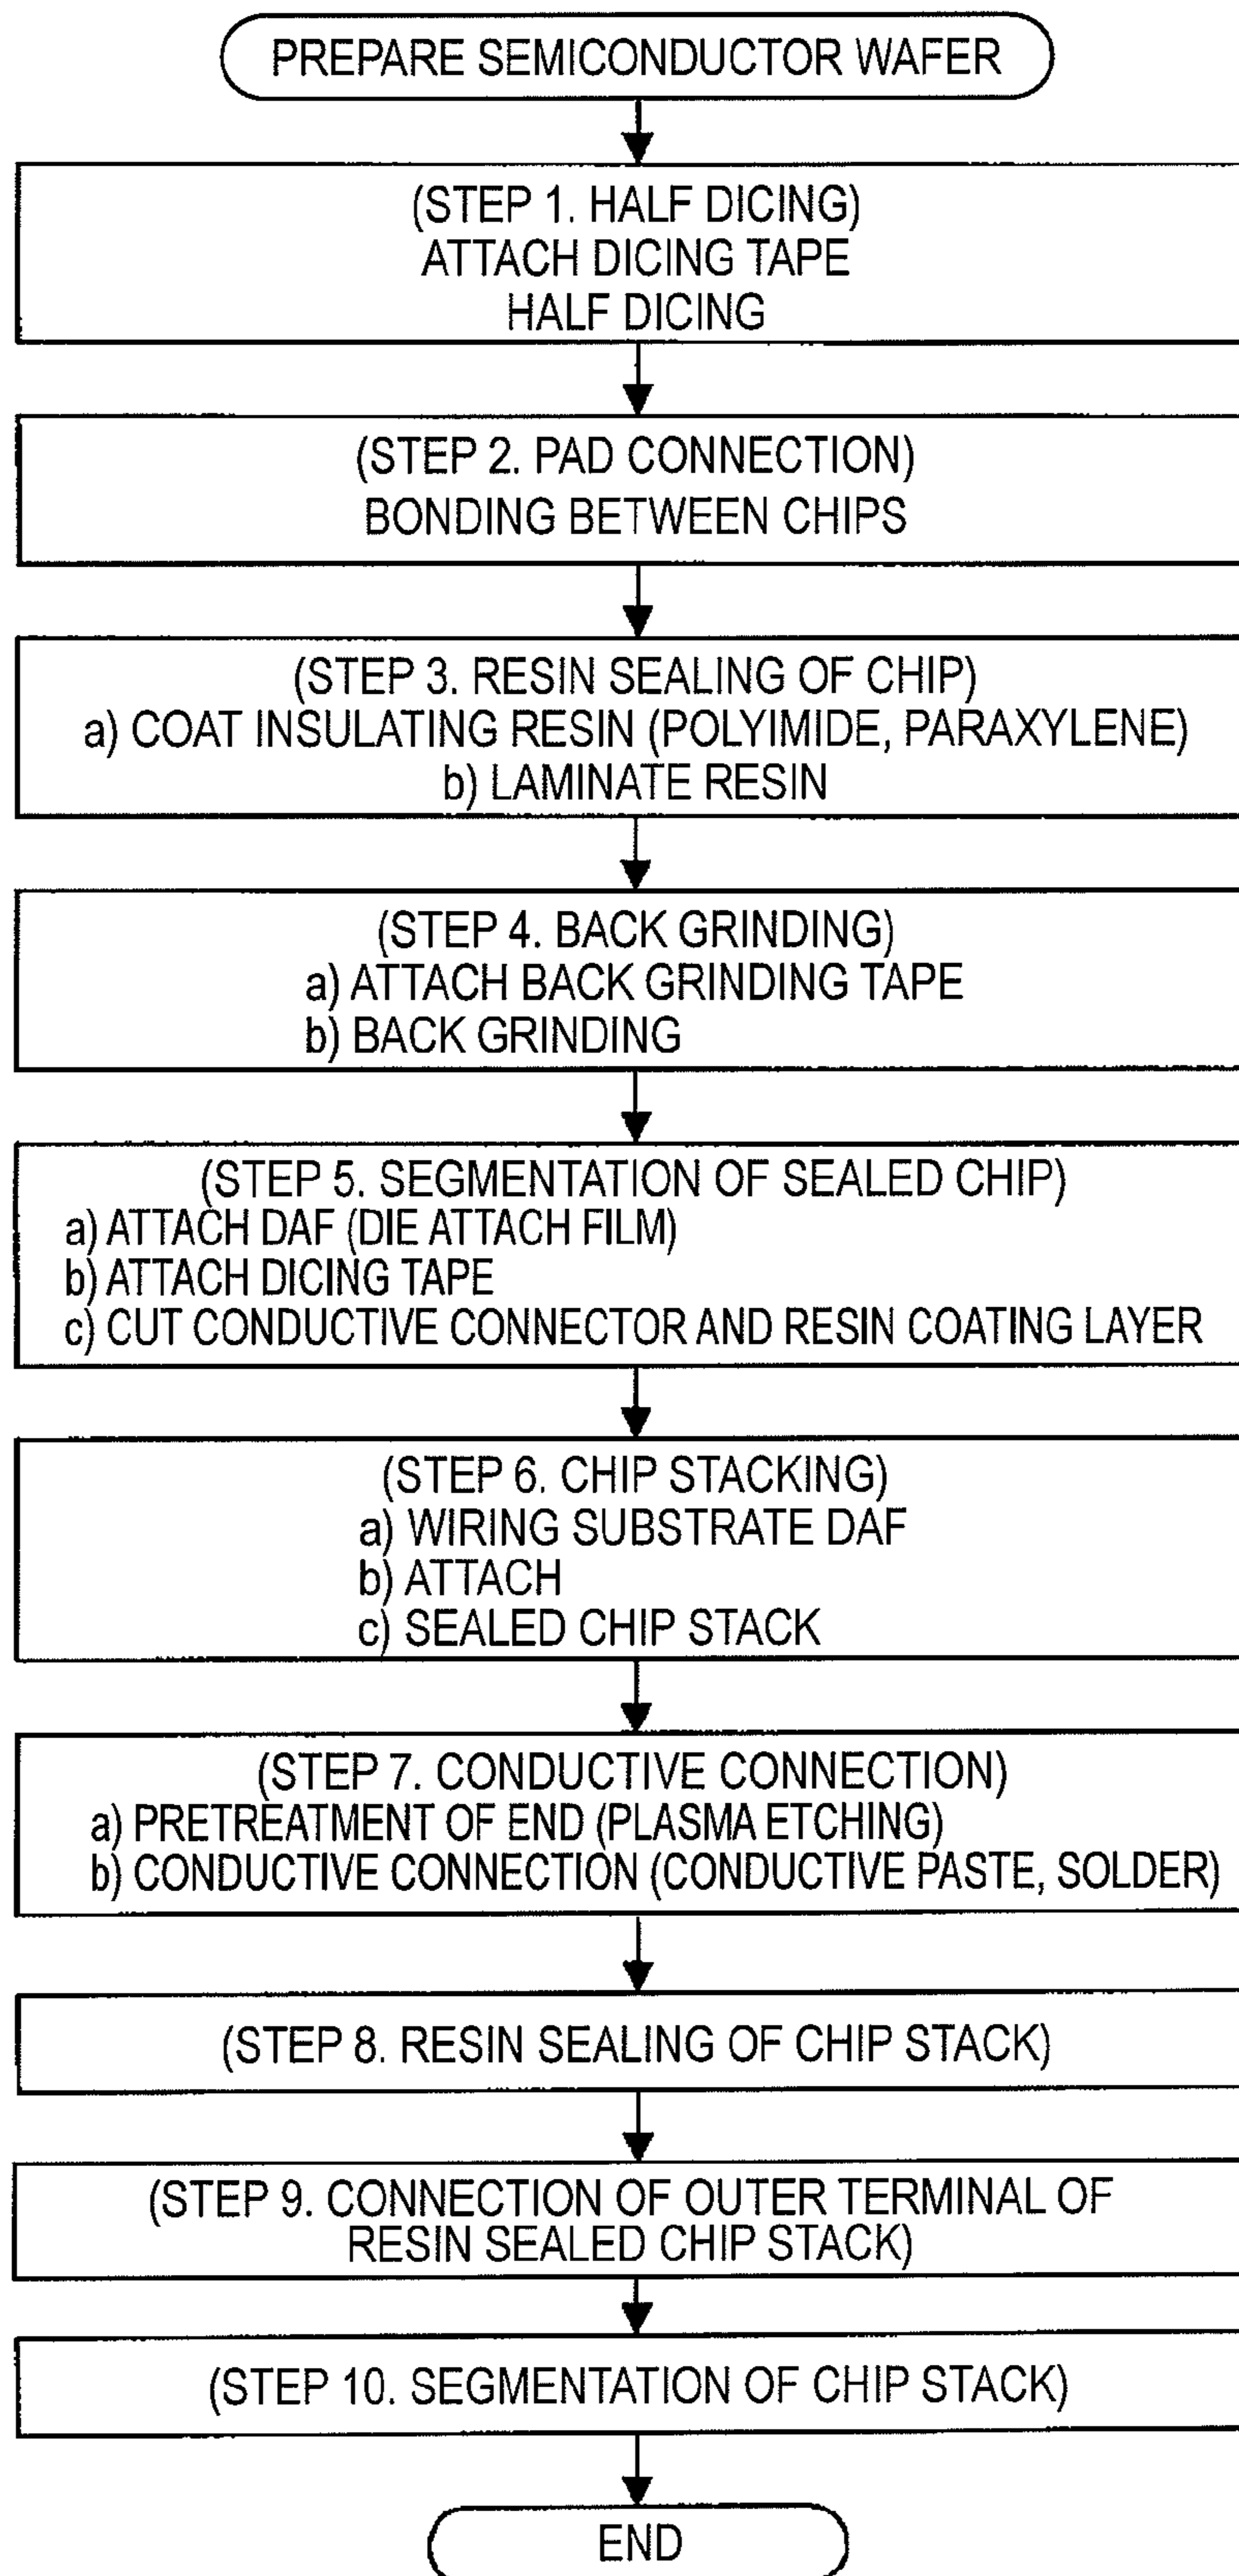 PREPARE SEMICONDUCTOR WAFER
(STEP 1. HALF DICING)
ATTACH DICING TAPE
HALF DICING
(STEP 2. PAD CONNECTION)
BONDING BETWEEN CHIPS
(STEP 3. RESIN SEALING OF CHIP)
a) COAT INSULATING RESIN (POLYIMIDE, PARAXYLENE)
b) LAMINATE RESIN
(STEP 4. BACK GRINDING)
a) ATTACH BACK GRINDING TAPE
b) BACK GRINDING
(STEP 5. SEGMENTATION OF SEALED CHIP)
a) ATTACH DAF (DIE ATTACH FILM)
b) ATTACH DICING TAPE
c) CUT CONDUCTIVE CONNECTOR AND RESIN COATING LAYER
(STEP 6. CHIP STACKING)
a) WIRING SUBSTRATE DAF
b) ATTACH
c) SEALED CHIP STACK
(STEP 7. CONDUCTIVE CONNECTION)
a) PRETREATMENT OF END (PLASMA ETCHING)
b) CONDUCTIVE CONNECTION (CONDUCTIVE PASTE, SOLDER)
(STEP 8. RESIN SEALING OF CHIP STACK)
(STEP 9. CONNECTION OF OUTER TERMINAL OF
RESIN SEALED CHIP STACK)
(STEP 10. SEGMENTATION OF CHIP STACK)
END